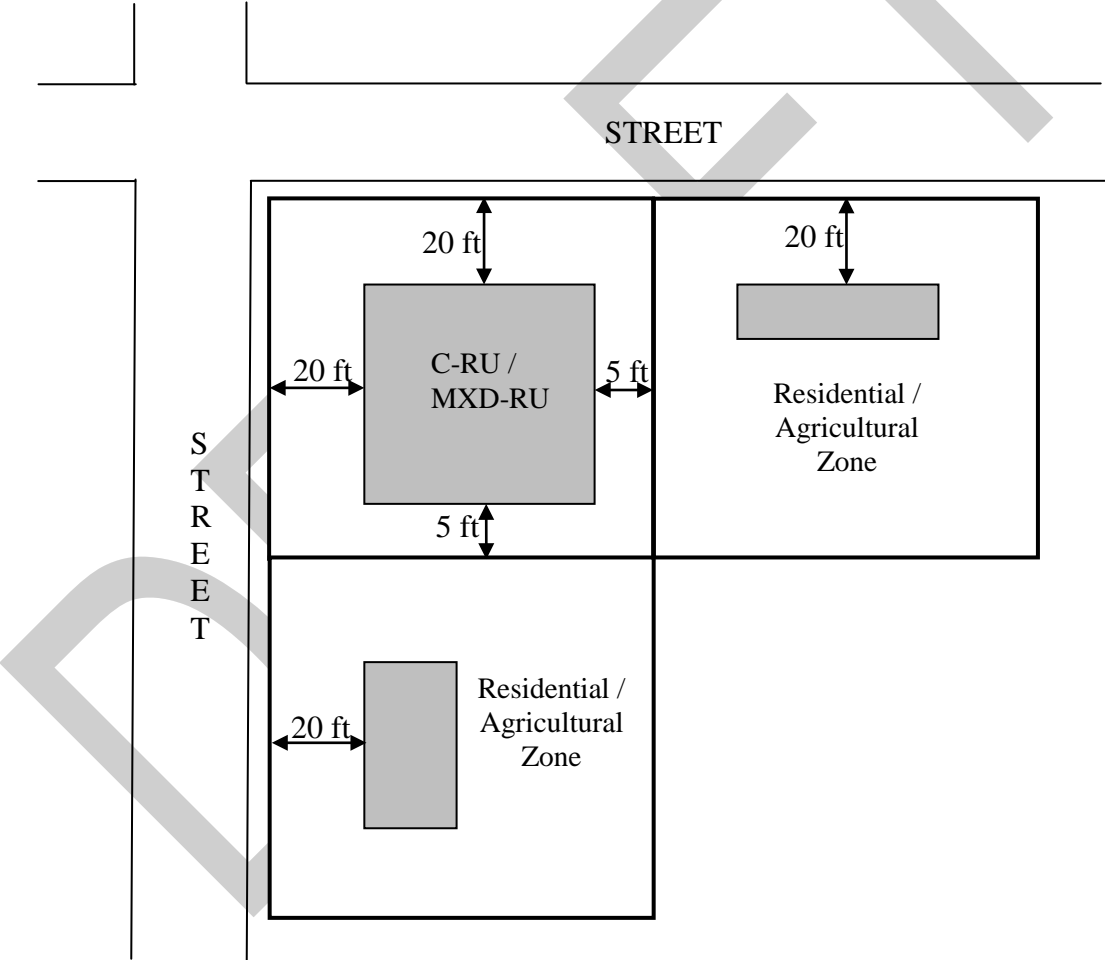 STREET
20 ft
20 ft
C-RU /
MXD-RU
20 ft
5 ft
Residential /
Agricultural
Zone
STREET
5 ft
Residential /
Agricultural
Zone
20 ft